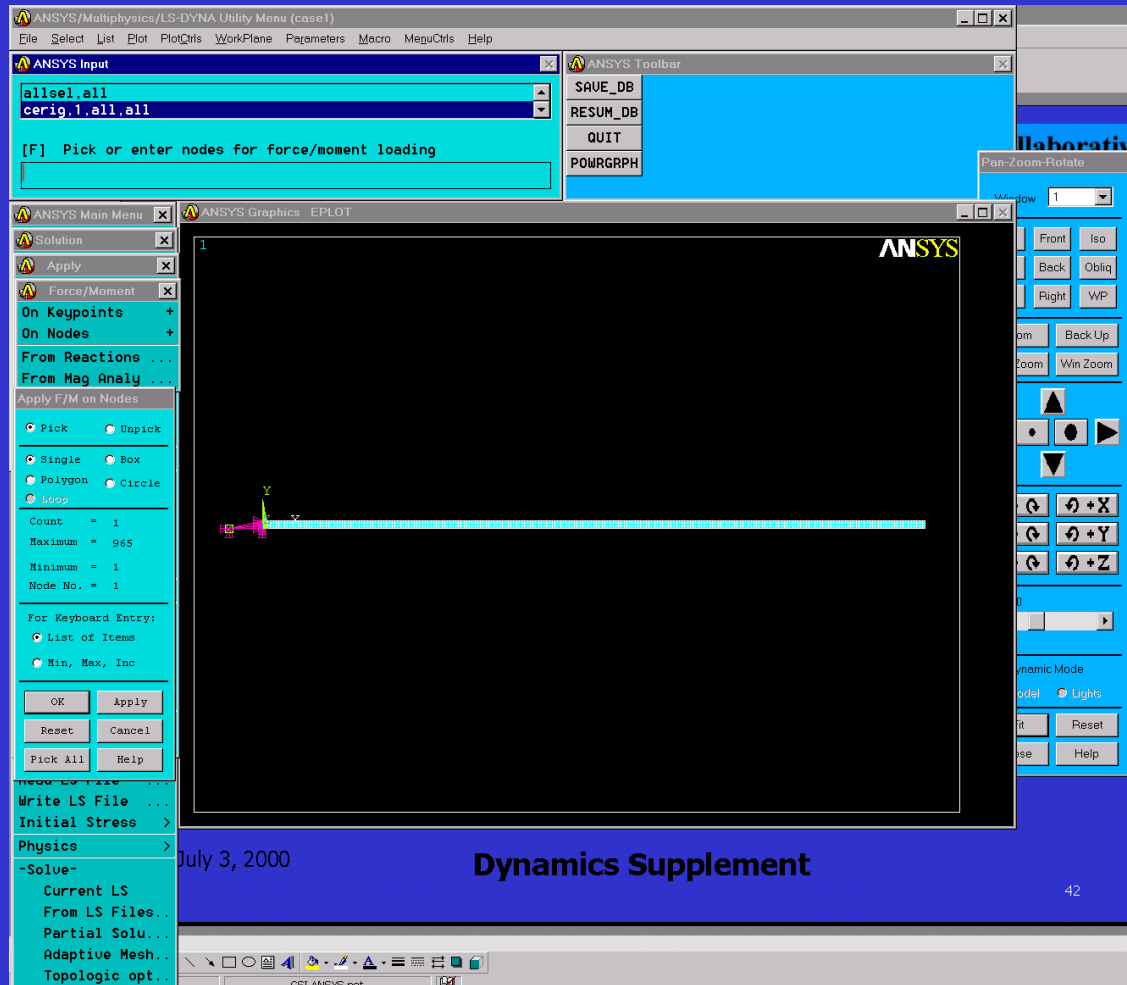 ANSYS/Multiphysics/LS-DYNA Utility Menu (case1)
File Select List Plot PlotCtrls WorkPlane Parameters Macro MenuCtrls Help
ANSYS Input
allsel,all
cerig,1,all,all
[F] Pick or enter nodes for force/moment loading
ANSYS Toolbar
SAVE_DB
RESUM_DB
QUIT
POWRGRPH
Pan-Zoom-Rotate
Window 1
Front Iso
Back Obliq
Right WP
Back Up
Zoom Win Zoom
+X
+Y
+Z
Mode
Lights
Reset
Help
ANSYS Main Menu
Solution
Apply
Force/Moment
On Keypoints +
On Nodes +
From Reactions ...
From Mag Analy ...
Apply F/M on Nodes
Pick Unpick
Single Box
Polygon Circle
Loop
Count = 1
Maximum = 965
Minimum = 1
Node No. = 1
For Keyboard Entry:
List of Items
Min, Max, Inc
OK Apply
Reset Cancel
Pick All Help
Write LS File ...
Initial Stress >
Physics >
-Solve-
Current LS
From LS Files..
Partial Solu...
Adaptive Mesh..
Topologic opt..
ANSYS Graphics EPLOT
1
ANSYS
Y
X
July 3, 2000
Dynamics Supplement
42